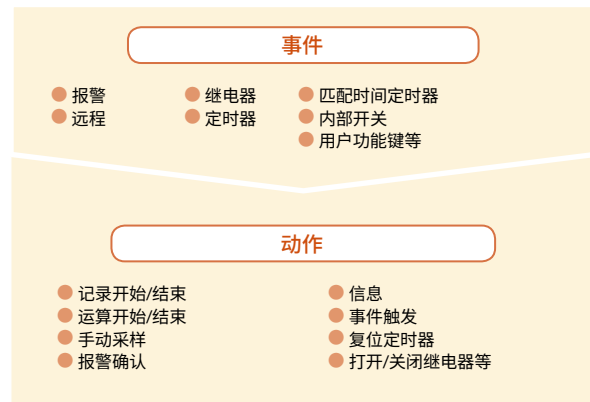 事件
报警
远程
继电器
定时器
匹配时间定时器
内部开关
用户功能键等
动作
记录开始/结束
运算开始/结束
手动采样
报警确认
信息
事件触发
复位定时器
打开/关闭继电器等